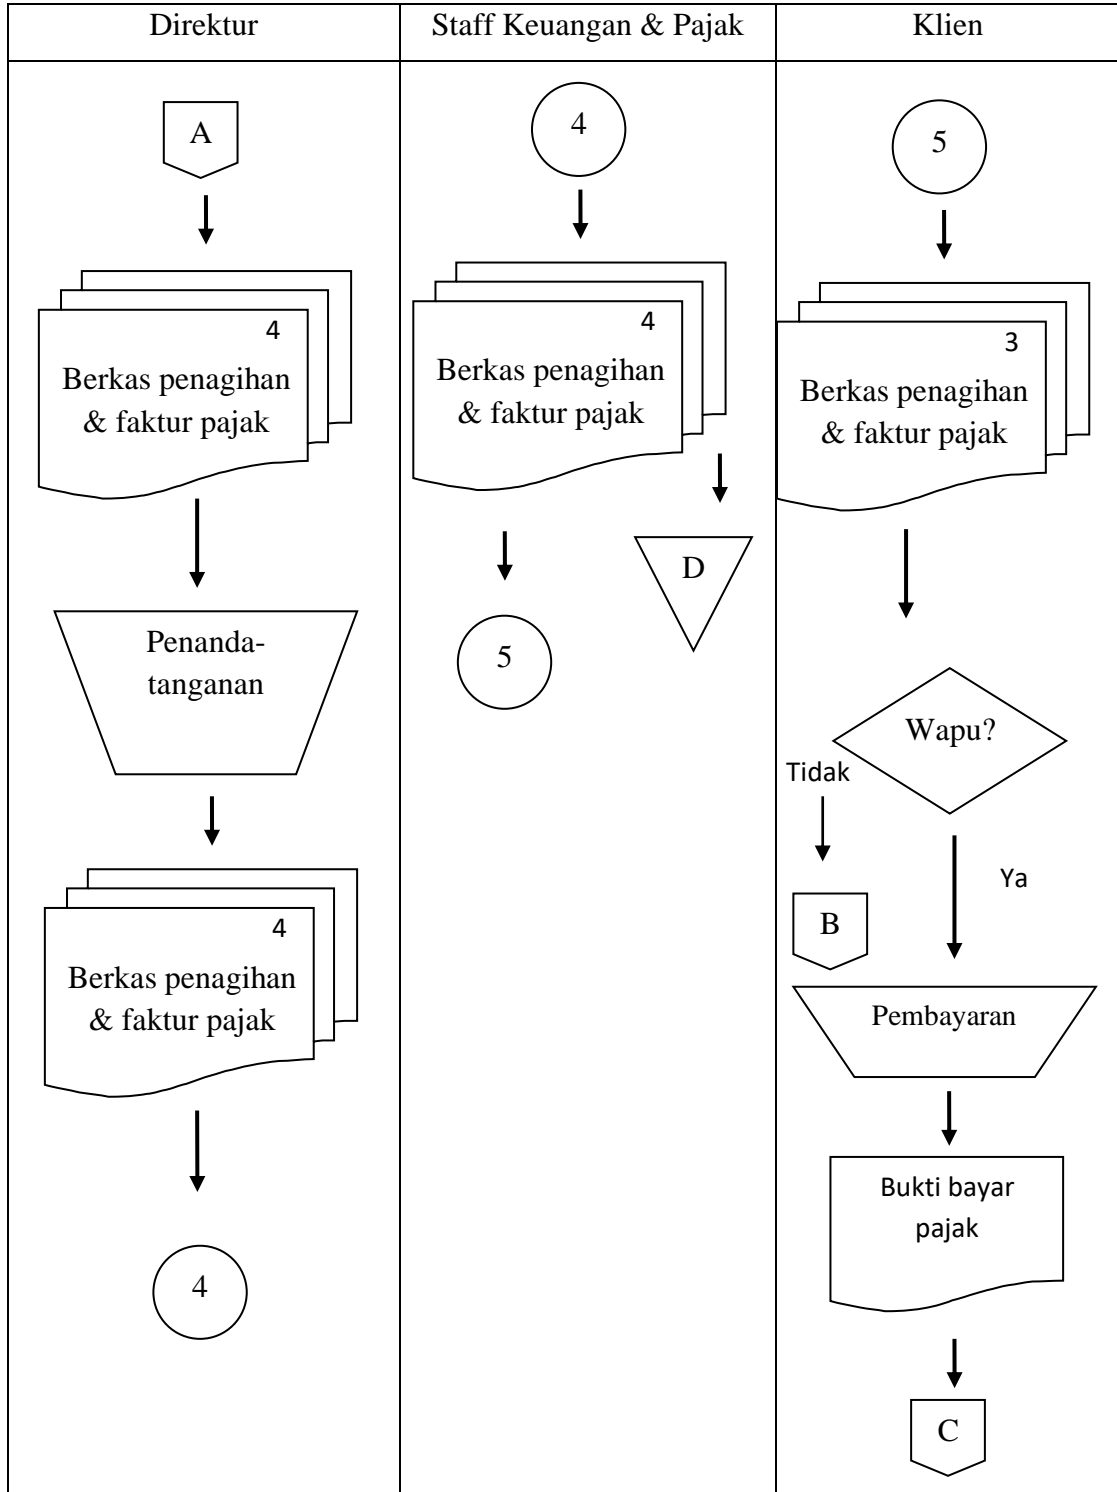 Direktur
Staff Keuangan & Pajak
Klien
A
4
Berkas penagihan
& faktur pajak
Penanda-
tanganan
4
Berkas penagihan
& faktur pajak
4
4
4
Berkas penagihan
& faktur pajak
D
5
5
3
Berkas penagihan
& faktur pajak
Wapu?
Tidak
Ya
B
Pembayaran
Bukti bayar
pajak
C